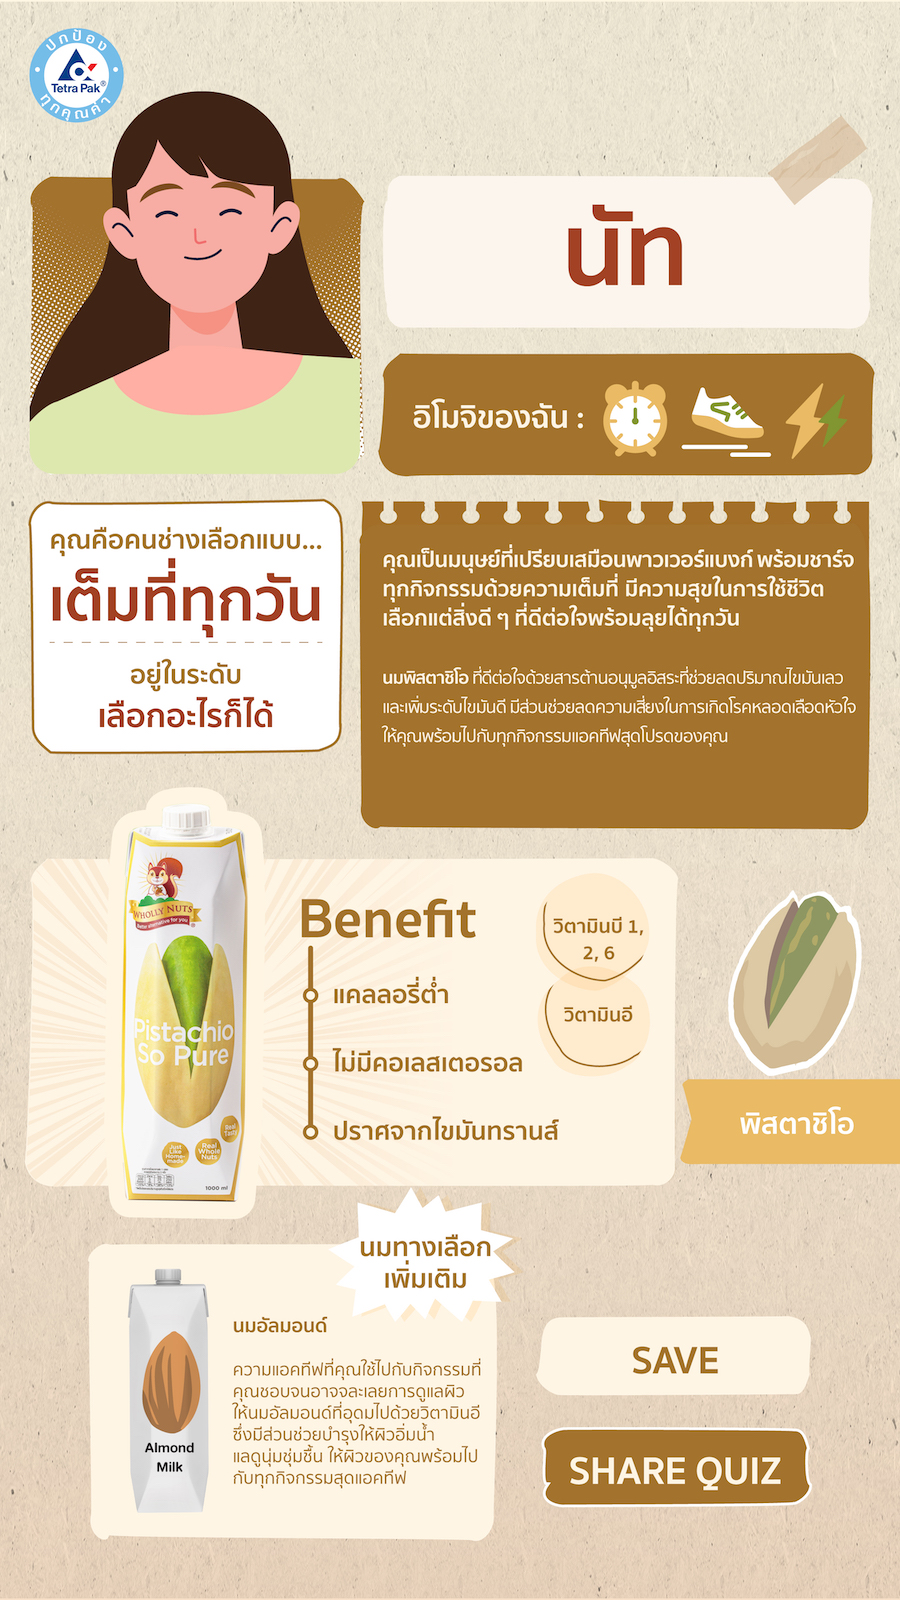 ปกป้อง
Tetra Pak®
ทุกคุณค่า
นัท
อิโมจิของฉัน :
คุณคือคนช่างเลือกแบบ...
เต็มที่ทุกวัน
อยู่ในระดับ
เลือกอะไรก็ได้
คุณเป็นมนุษย์ที่เปรียบเสมือนพาวเวอร์แบงก์ พร้อมชาร์จ
ทุกกิจกรรมด้วยความเต็มที่ มีความสุขในการใช้ชีวิต
เลือกแต่สิ่งดี ๆ ที่ดีต่อใจพร้อมลุยได้ทุกวัน
นมพิสตาชิโอ ที่ดีต่อใจด้วยสารต้านอนุมูลอิสระที่ช่วยลดปริมาณไขมันเลว
และเพิ่มระดับไขมันดี มีส่วนช่วยลดความเสี่ยงในการเกิดโรคหลอดเลือดหัวใจ
ให้คุณพร้อมไปกับทุกกิจกรรมแอคทีฟสุดโปรดของคุณ
WHOLLY NUTS
Better alternative for you
Pistachio
So Pure
Just
Like
Home-
made
Real
Whole
Nuts
Real
Tasty
1000 ml
Benefit
แคลลอรี่ต่ำ
ไม่มีคอเลสเตอรอล
ปราศจากไขมันทรานส์
วิตามินบี 1,
2, 6
วิตามินอี
พิสตาชิโอ
นมทางเลือก
เพิ่มเติม
Almond
Milk
นมอัลมอนด์
ความแอคทีฟที่คุณใช้ไปกับกิจกรรมที่
คุณชอบจนอาจจละเลยการดูแลผิว
ให้นมอัลมอนด์ที่อุดมไปด้วยวิตามินอี
ซึ่งมีส่วนช่วยบำรุงให้ผิวอิ่มน้ำ
แลดูนุ่มชุ่มชื้น ให้ผิวของคุณพร้อมไป
กับทุกกิจกรรมสุดแอคทีฟ
SAVE
SHARE QUIZ